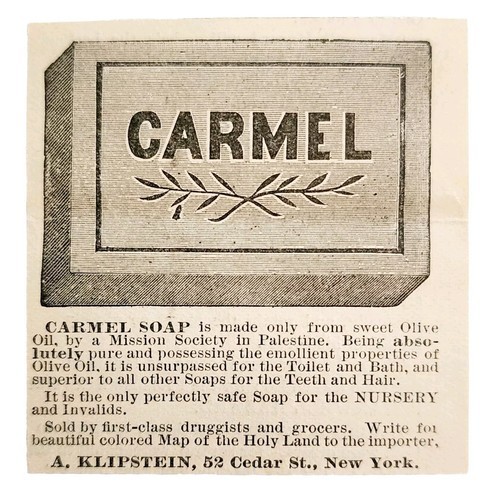 CARMEL
CARMEL SOAP is made only from sweet Olive
Oil, by a Mission Society in Palestine. Being abso-
lutely pure and possessing the emollient properties of
Olive Oil, it is unsurpassed for the Toilet and Bath, and
superior to all other Soaps for the Teeth and Hair.
It is the only perfectly safe Soap for the NURSERY
and Invalids.
Sold by first-class druggists and grocers. Write for
beautiful colored Map of the Holy Land to the importer,
A. KLIPSTEIN, 52 Cedar St., New York.